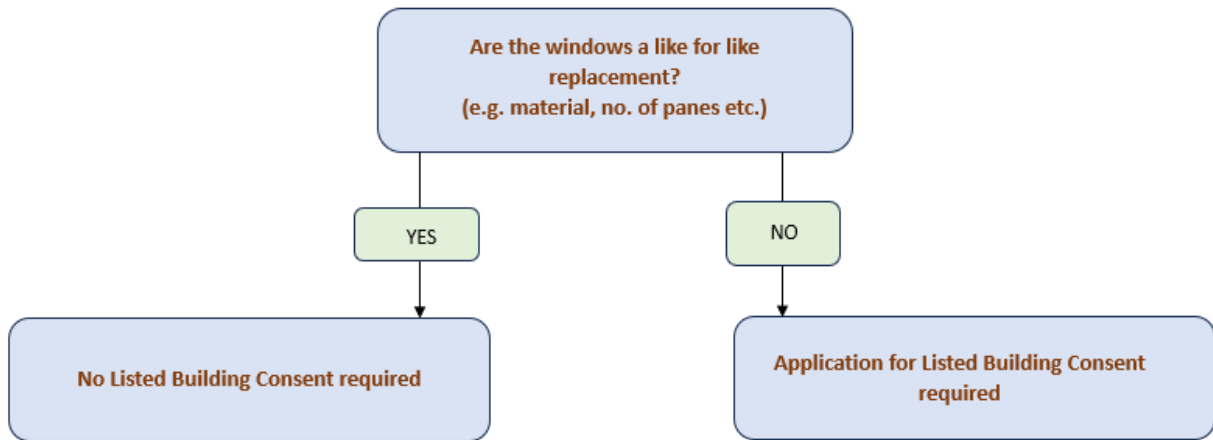 Are the windows a like for like
replacement?
(e.g. material, no. of panes etc.)
YES
NO
No Listed Building Consent required
Application for Listed Building Consent
required